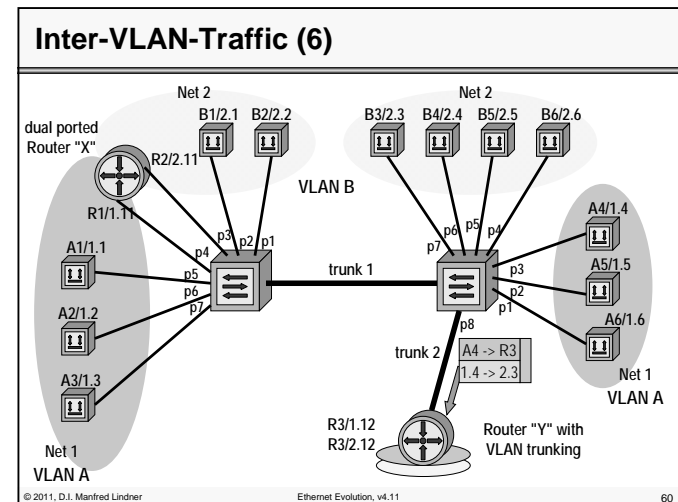 Inter-VLAN-Traffic (6)
Net 2
Net 2
dual ported
Router "X"
B1/2.1
B2/2.2
B3/2.3
B4/2.4
B5/2.5
B6/2.6
R2/2.11
VLAN B
R1/1.11
A1/1.1
A2/1.2
A3/1.3
p3
p2
p1
p4
p5
p6
p7
trunk 1
p7
p6
p5
p4
p3
p2
p1
p8
A4/1.4
A5/1.5
A6/1.6
Net 1
VLAN A
trunk 2
A4 -> R3
1.4 -> 2.3
R3/1.12
R3/2.12
Router "Y" with
VLAN trunking
Net 1
VLAN A
© 2011, D.I. Manfred Lindner
Ethernet Evolution, v4.11
60